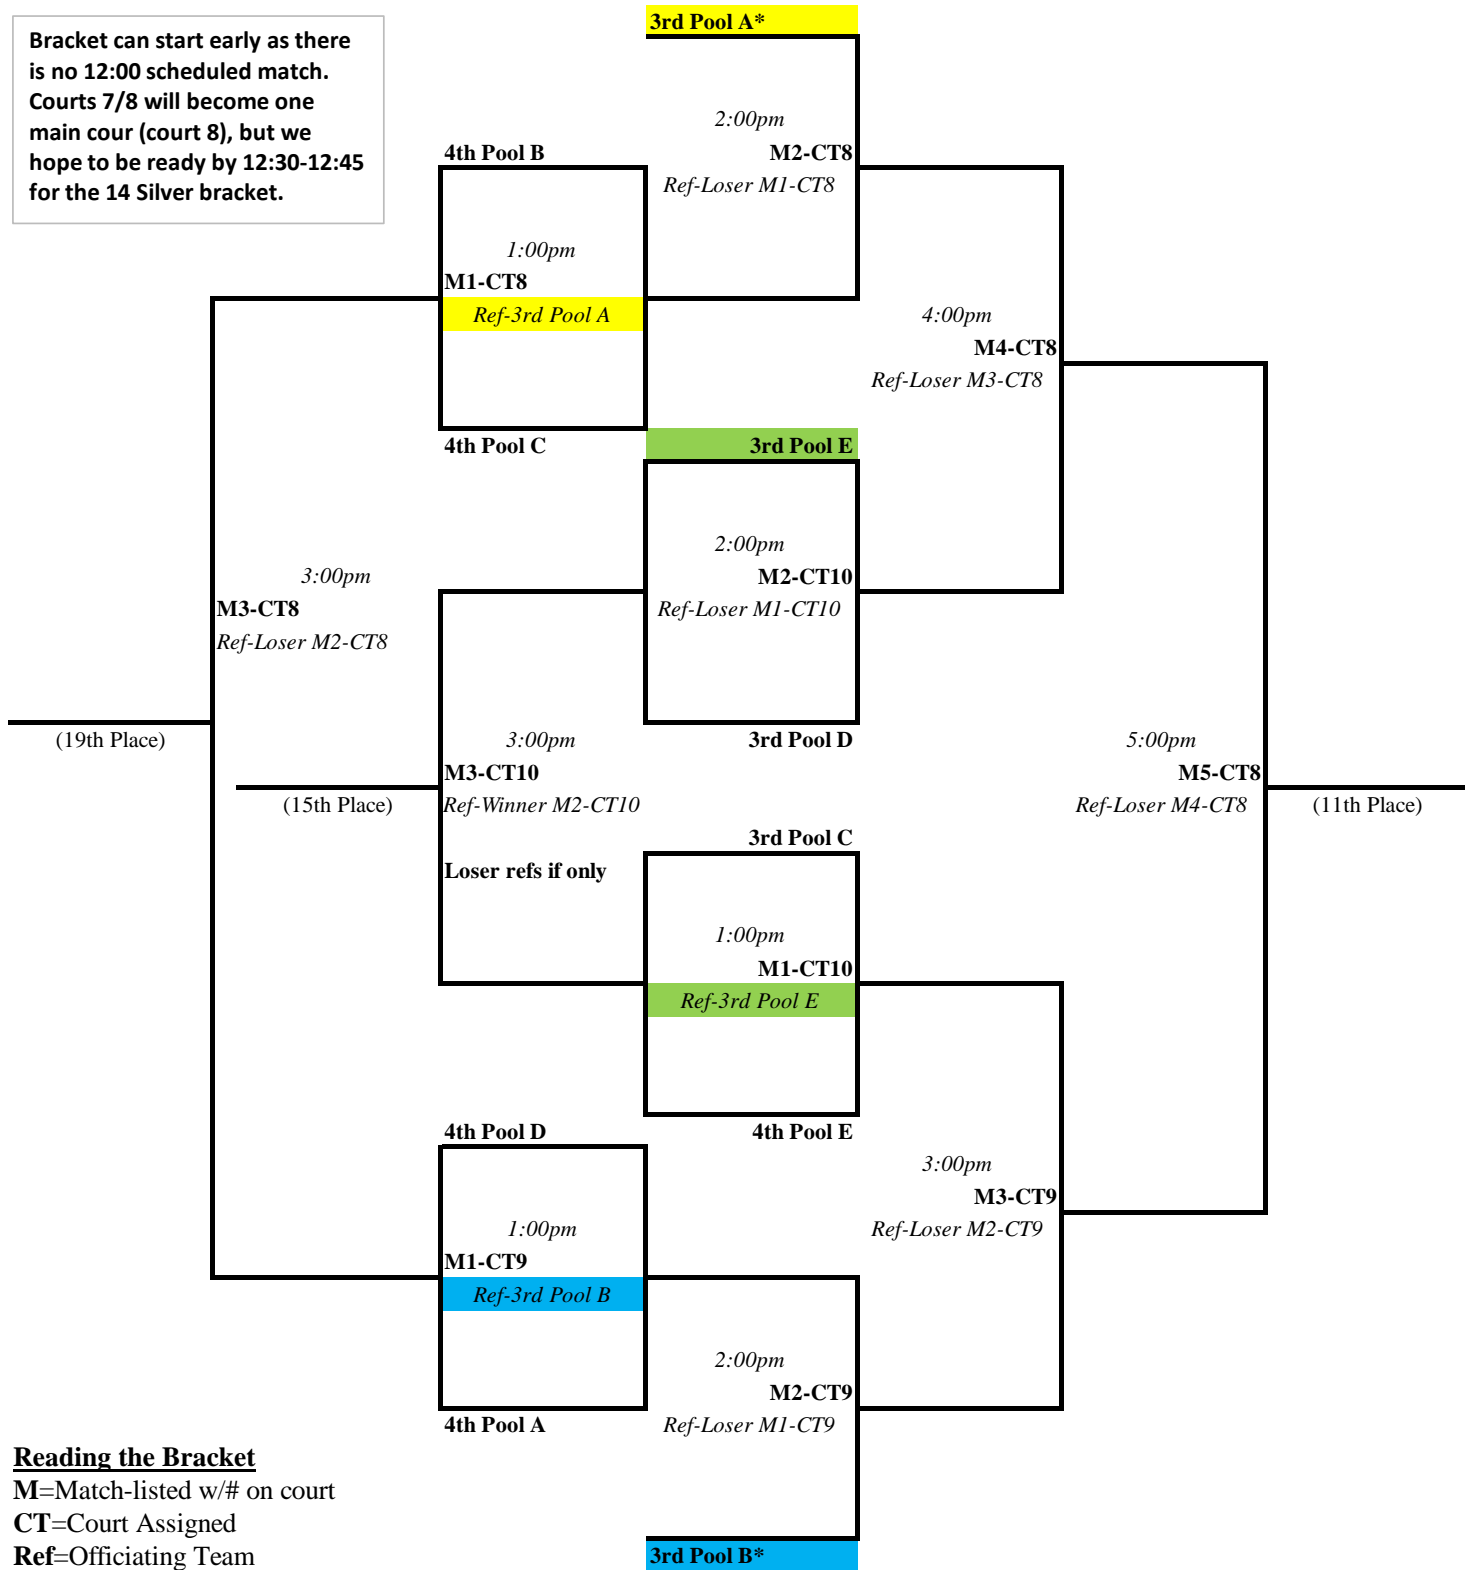 3rd Pool A*
Bracket can start early as there
is no 12:00 scheduled match.
Courts 7/8 will become one
main cour (court 8), but we
hope to be ready by 12:30-12:45
for the 14 Silver bracket.
2:00pm
M2-CT8
Ref-Loser M1-CT8
4th Pool B
1:00pm
M1-CT8
Ref-3rd Pool A
4:00pm
M4-CT8
Ref-Loser M3-CT8
4th Pool C
3rd Pool E
2:00pm
M2-CT10
Ref-Loser M1-CT10
3:00pm
M3-CT8
Ref-Loser M2-CT8
(19th Place)
3rd Pool D
3:00pm
M3-CT10
Ref-Winner M2-CT10
(15th Place)
5:00pm
M5-CT8
Ref-Loser M4-CT8
(11th Place)
3rd Pool C
Loser refs if only
1:00pm
M1-CT10
Ref-3rd Pool E
4th Pool D
4th Pool E
3:00pm
M3-CT9
Ref-Loser M2-CT9
1:00pm
M1-CT9
Ref-3rd Pool B
2:00pm
M2-CT9
Ref-Loser M1-CT9
4th Pool A
Reading the Bracket
M=Match-listed w/# on court
CT=Court Assigned
Ref=Officiating Team
3rd Pool B*